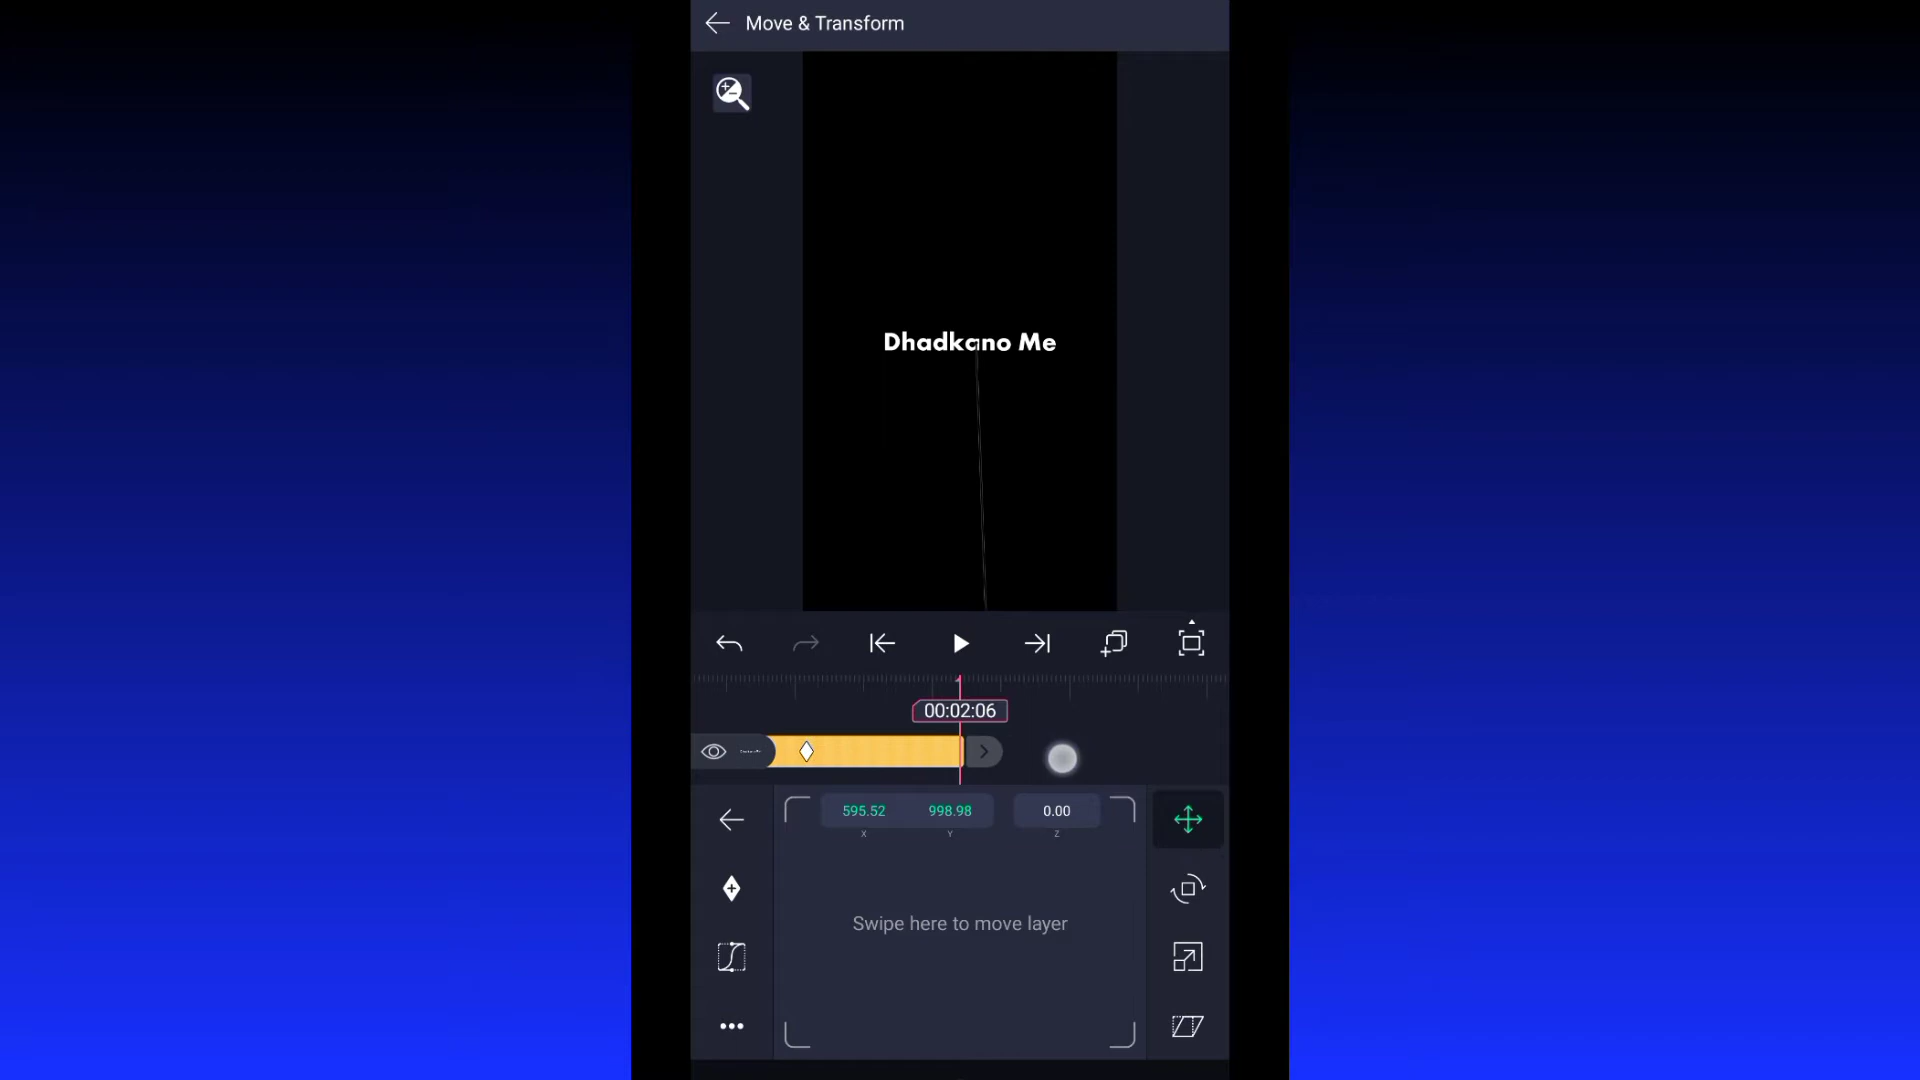 Move & Transform
Dhadkano Me
00:02:06
595.52 998.98 0.00
X Y Z
Swipe here to move layer